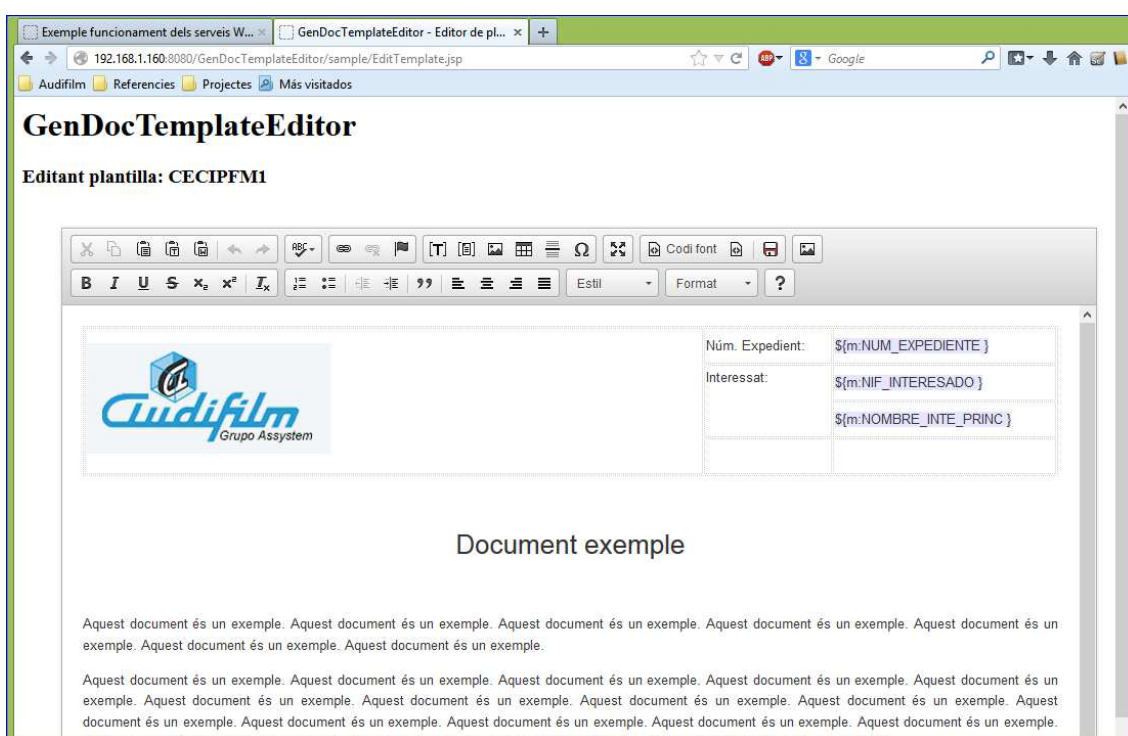 Exemple funcionament dels serveis W... ×
GenDocTemplateEditor - Editor de pl... × +
192.168.1.160:8080/GenDocTemplateEditor/sample/EditTemplate.jsp
ABP
8 Google
Audifilm Referencies Projectes Más visitados
GenDocTemplateEditor
Editant plantilla: CECIPFM1
ABC [T] Ω Codi font
B I U S x₂ x² Tx Estil Format ?
Núm. Expedient: ${m:NUM_EXPEDIENTE }
Interessat: ${m:NIF_INTERESADO }
${m:NOMBRE_INTE_PRINC }
Audifilm
Grupo Assystem
Document exemple
Aquest document és un exemple. Aquest document és un exemple. Aquest document és un exemple. Aquest document és un exemple. Aquest document és un
exemple. Aquest document és un exemple. Aquest document és un exemple.
Aquest document és un exemple. Aquest document és un exemple. Aquest document és un exemple. Aquest document és un exemple. Aquest document és un
exemple. Aquest document és un exemple. Aquest document és un exemple. Aquest document és un exemple. Aquest document és un exemple. Aquest
document és un exemple. Aquest document és un exemple. Aquest document és un exemple. Aquest document és un exemple. Aquest document és un exemple.